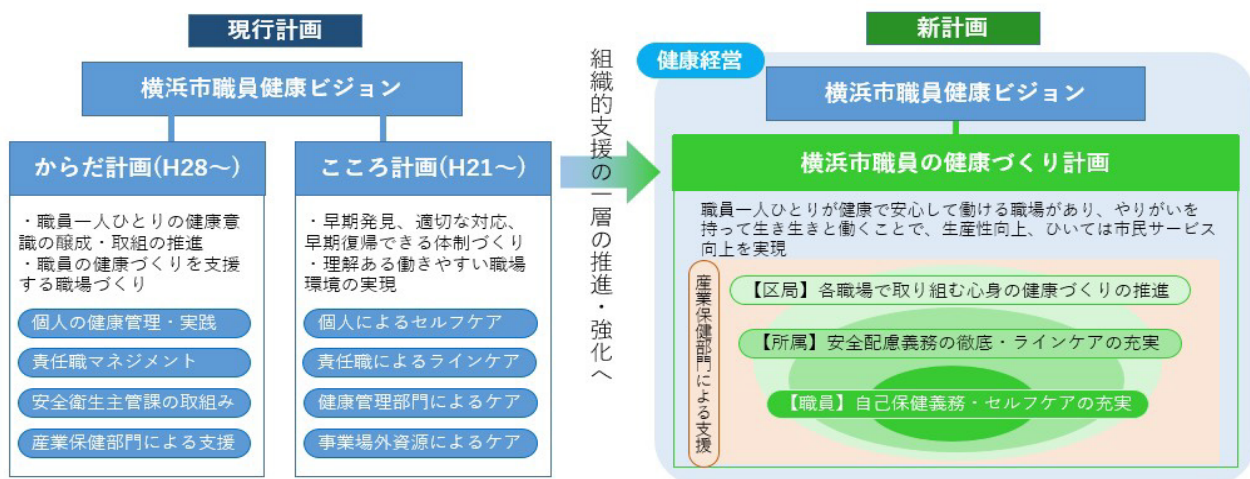 現行計画
横浜市職員健康ビジョン
からだ計画(H28~)
・職員一人ひとりの健康意
識の醸成・取組の推進
・職員の健康づくりを支援
する職場づくり
個人の健康管理・実践
責任職マネジメント
安全衛生主管課の取組み
産業保健部門による支援
こころ計画(H21~)
・早期発見、適切な対応、
早期復帰できる体制づくり
・理解ある働きやすい職場
環境の実現
個人によるセルフケア
責任職によるラインケア
健康管理部門によるケア
事業場外資源によるケア
組織的支援の一層の推進・強化へ
新計画
健康経営
横浜市職員健康ビジョン
横浜市職員の健康づくり計画
職員一人ひとりが健康で安心して働ける職場があり、やりがいを
持って生き生きと働くことで、生産性向上、ひいては市民サービス
向上を実現
産業保健部門による支援
【区局】各職場で取り組む心身の健康づくりの推進
【所属】安全配慮義務の徹底・ラインケアの充実
【職員】自己保健義務・セルフケアの充実